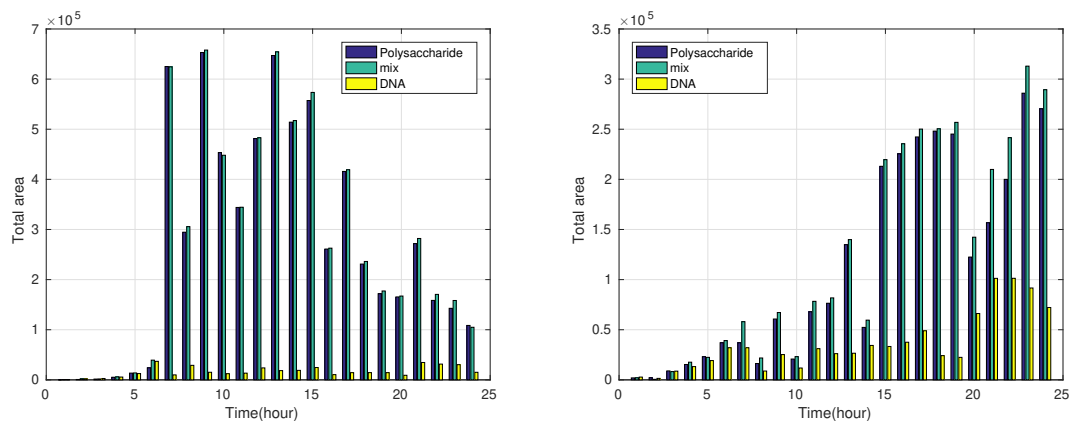 ×10^5
7
6
5
4
3
2
1
0
Total area
0 5 10 15 20 25
Time(hour)
Polysaccharide
mix
DNA
×10^5
3.5
3
2.5
2
1.5
1
0.5
0
Total area
0 5 10 15 20 25
Time(hour)
Polysaccharide
mix
DNA